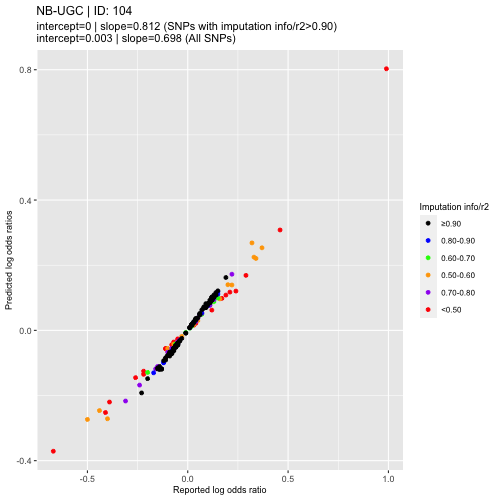 NB-UGC | ID: 104
intercept=0 | slope=0.812 (SNPs with imputation info/r2>0.90)
intercept=0.003 | slope=0.698 (All SNPs)
Predicted log odds ratios
0.8
0.4
0.0
-0.4
-0.5
0.0
0.5
1.0
Reported log odds ratio
Imputation info/r2
≥0.90
0.80-0.90
0.60-0.70
0.50-0.60
0.70-0.80
<0.50